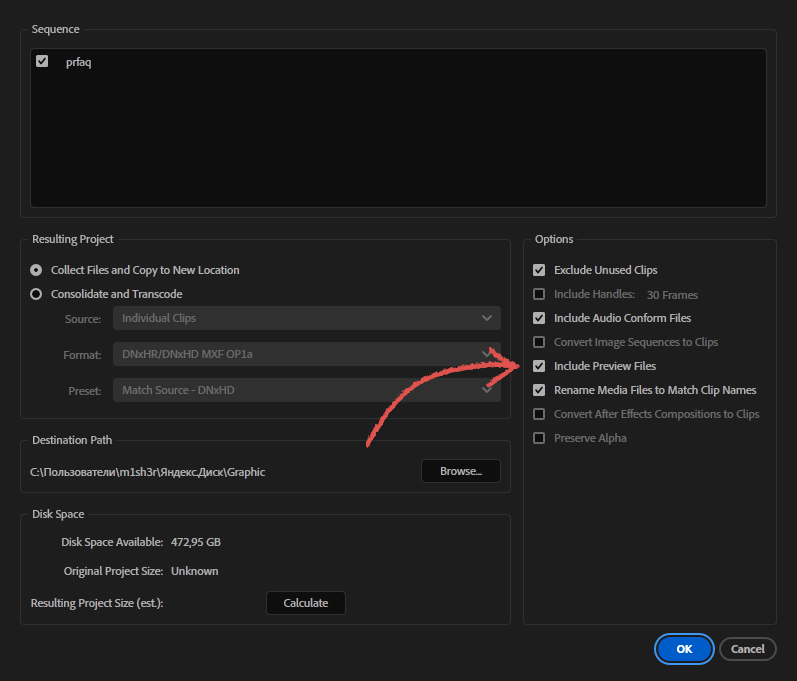 Sequence
prfaq
Resulting Project
Collect Files and Copy to New Location
Consolidate and Transcode
Source: Individual Clips
Format: DNxHR/DNxHD MXF OP1a
Preset: Match Source - DNxHD
Destination Path
C:\Пользователи\m1sh3r\Яндекс.Диск\Graphic
Browse...
Disk Space
Disk Space Available: 472,95 GB
Original Project Size: Unknown
Resulting Project Size (est.):
Calculate
Options
Exclude Unused Clips
Include Handles: 30 Frames
Include Audio Conform Files
Convert Image Sequences to Clips
Include Preview Files
Rename Media Files to Match Clip Names
Convert After Effects Compositions to Clips
Preserve Alpha
OK
Cancel